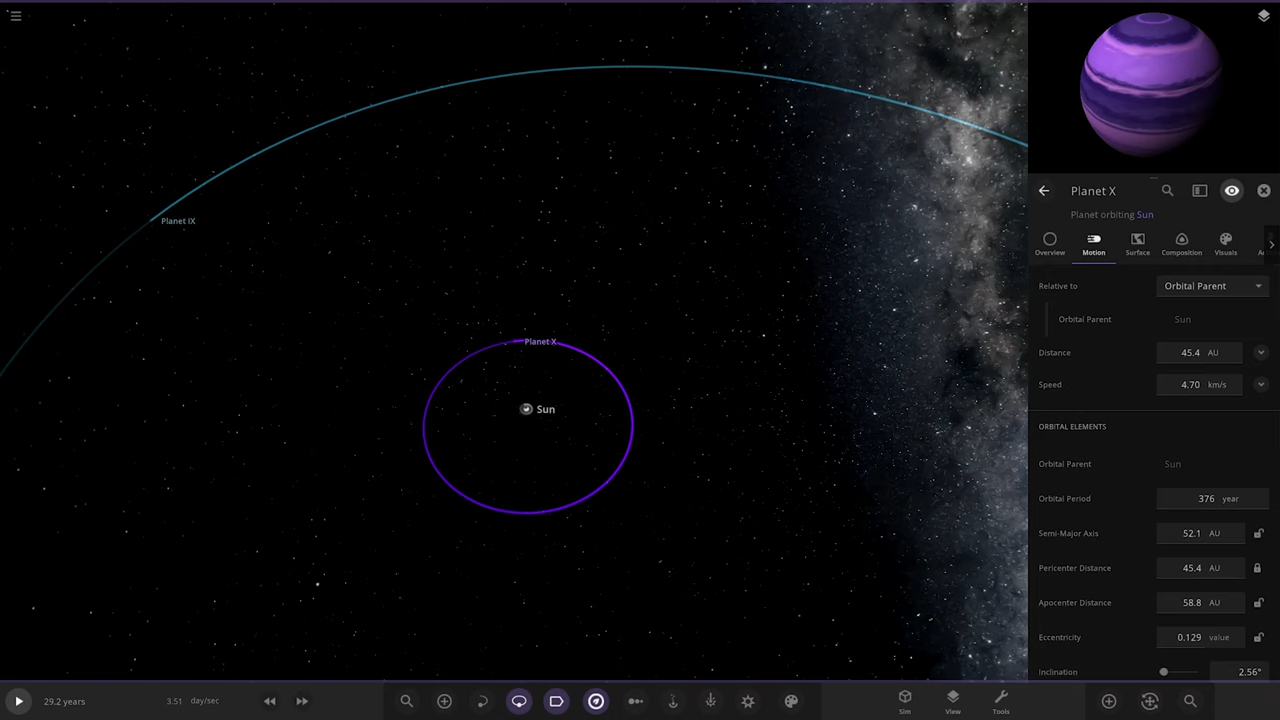 Planet IX
Planet X
Sun
Planet X
Planet orbiting Sun
Overview
Motion
Surface
Composition
Visuals
Relative to
Orbital Parent
Orbital Parent
Sun
Distance
45.4 AU
Speed
4.70 km/s
ORBITAL ELEMENTS
Orbital Parent
Sun
Orbital Period
376 year
Semi-Major Axis
52.1 AU
Pericenter Distance
45.4 AU
Apocenter Distance
58.8 AU
Eccentricity
0.129 value
Inclination
2.56°
29.2 years
3.51 day/sec
Sim
View
Tools